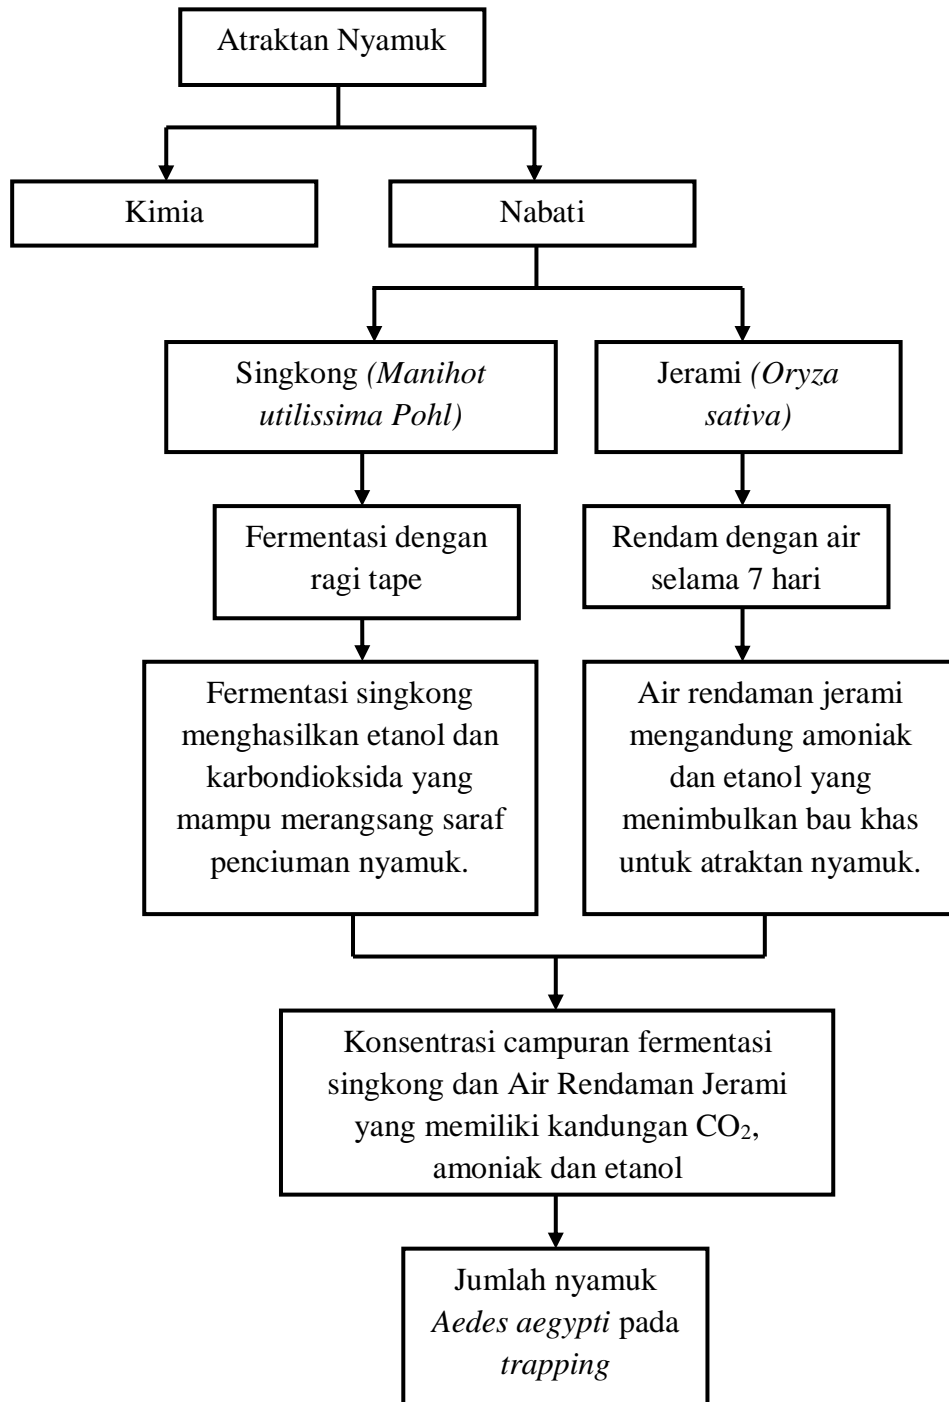 Atraktan Nyamuk
Kimia
Nabati
Singkong (Manihot
utilissima Pohl)
Jerami (Oryza
sativa)
Fermentasi dengan
ragi tape
Rendam dengan air
selama 7 hari
Fermentasi singkong
menghasilkan etanol dan
karbondioksida yang
mampu merangsang saraf
penciuman nyamuk.
Air rendaman jerami
mengandung amoniak
dan etanol yang
menimbulkan bau khas
untuk atraktan nyamuk.
Konsentrasi campuran fermentasi
singkong dan Air Rendaman Jerami
yang memiliki kandungan CO₂,
amoniak dan etanol
Jumlah nyamuk
Aedes aegypti pada
trapping